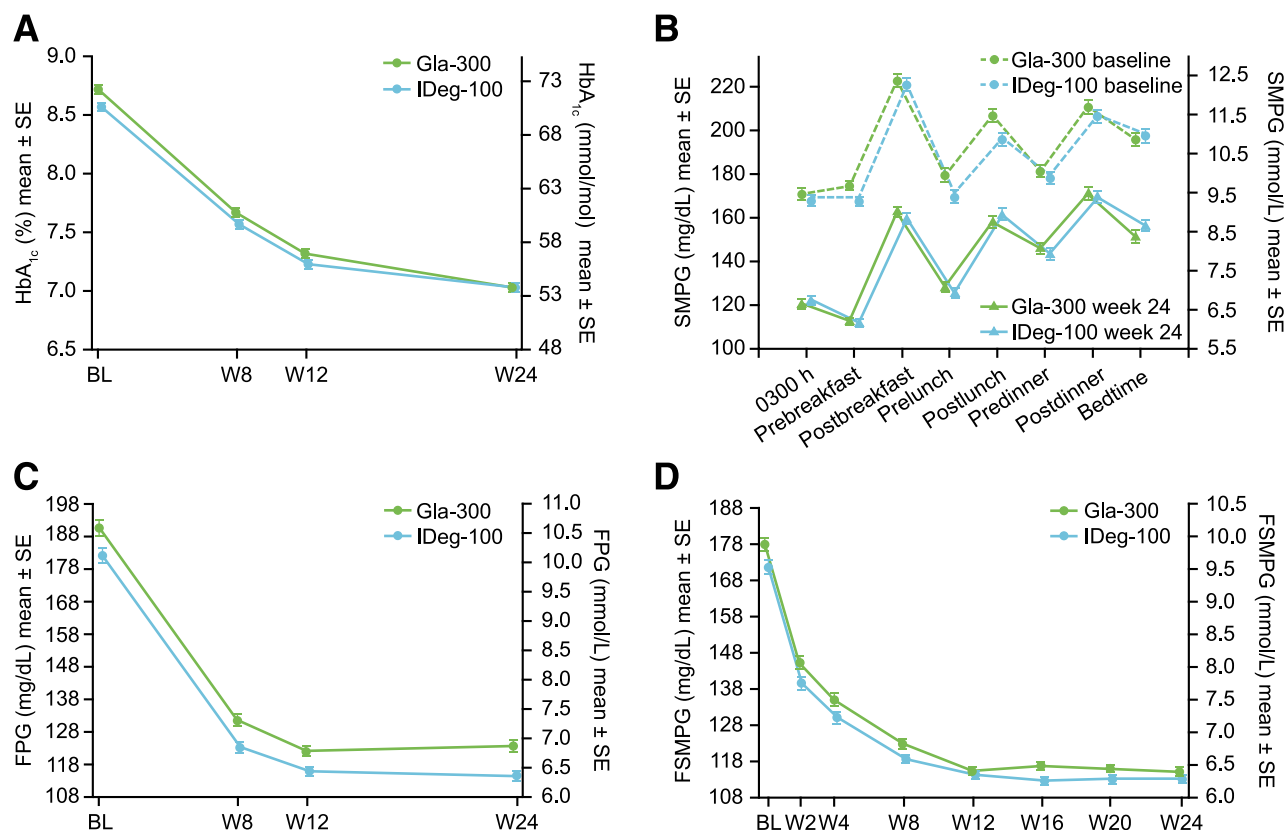 A
HbA1c (%) mean ± SE
9.0
8.5
8.0
7.5
7.0
6.5
Gla-300
IDeg-100
73
68
63
58
53
48
HbA1c (mmol/mol) mean ± SE
BL W8 W12 W24
B
SMPG (mg/dL) mean ± SE
220
200
180
160
140
120
100
Gla-300 baseline
IDeg-100 baseline
Gla-300 week 24
IDeg-100 week 24
12.5
11.5
10.5
9.5
8.5
7.5
6.5
5.5
SMPG (mmol/L) mean ± SE
0300 h
Prebreakfast
Postbreakfast
Prelunch
Postlunch
Predinner
Postdinner
Bedtime
C
FPG (mg/dL) mean ± SE
198
188
178
168
158
148
138
128
118
108
Gla-300
IDeg-100
11.0
10.5
10.0
9.5
9.0
8.5
8.0
7.5
7.0
6.5
6.0
FPG (mmol/L) mean ± SE
BL W8 W12 W24
D
FSMPG (mg/dL) mean ± SE
188
178
168
158
148
138
128
118
108
Gla-300
IDeg-100
10.5
10.0
9.5
9.0
8.5
8.0
7.5
7.0
6.5
6.0
FSMPG (mmol/L) mean ± SE
BL W2 W4 W8 W12 W16 W20 W24